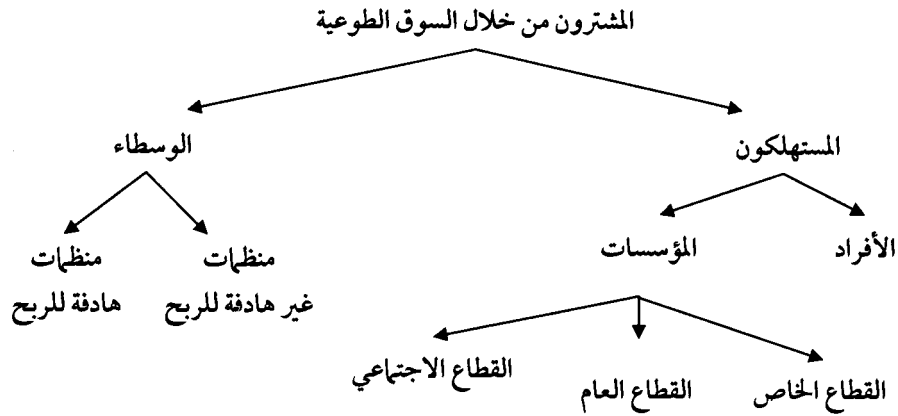 المشترون من خلال السوق الطوعية
المستهلكون
الوسطاء
الأفراد
المؤسسات
منظمات
غير هادفة للربح
منظمات
هادفة للربح
القطاع الخاص
القطاع العام
القطاع الاجتماعي